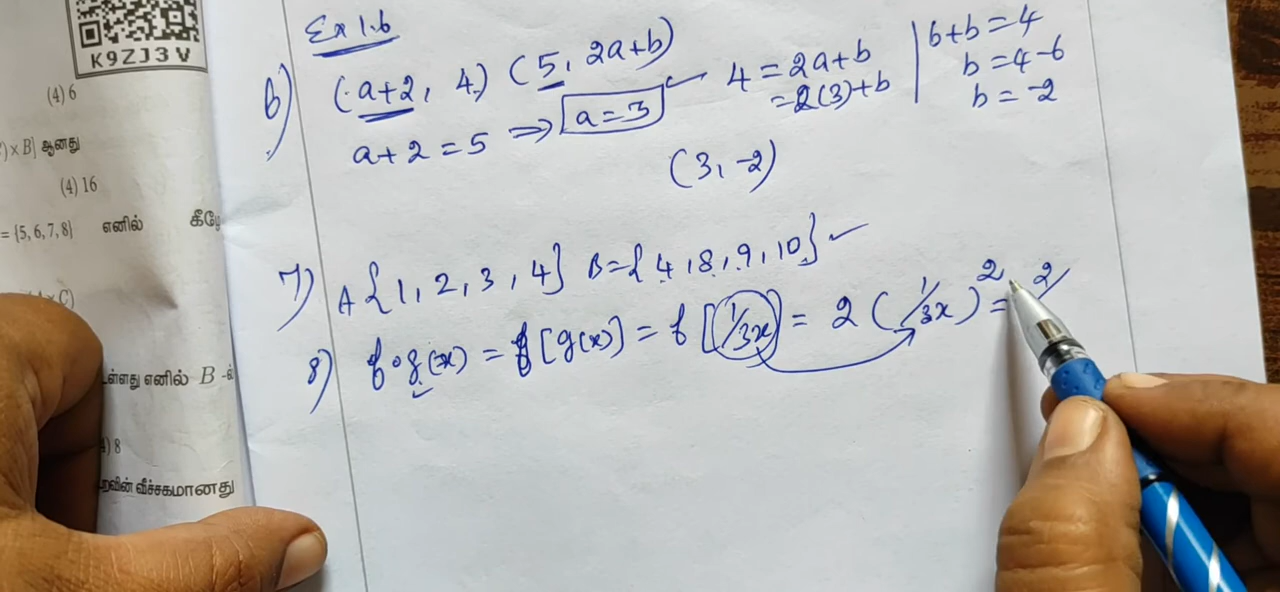 K9ZJ3V
(4) 6
) × B] ஆனது
(4) 16
= {5, 6, 7, 8} எனில் கீழே
உள்ளது எனில் B -ல்
) 8
றவின் வீச்சகமானது
Ex 1.6
6) (a+2, 4) (5, 2a+b)
a+2 = 5 ⇒ a=3
4 = 2a+b
= 2(3)+b
6+b = 4
b = 4-6
b = -2
(3, -2)
7) A {1, 2, 3, 4} B={4, 8, 9, 10} ✓
8) fog(x) = f[g(x)] = f[1/3x] = 2(1/3x)² = 2/